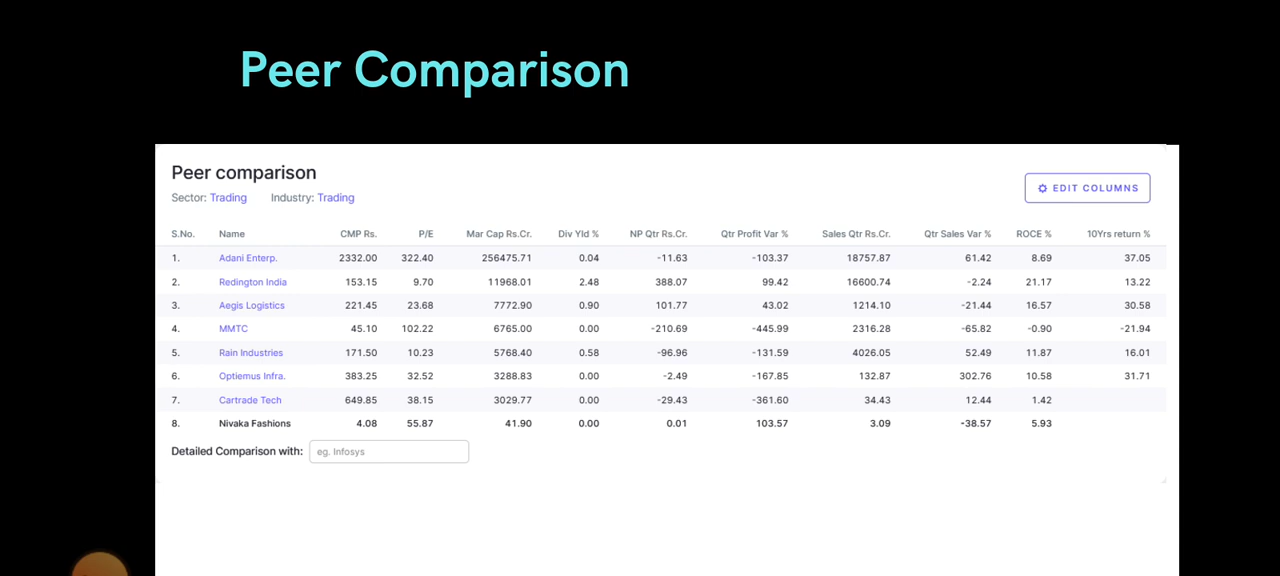 Peer Comparison
Peer comparison
Sector: Trading Industry: Trading
EDIT COLUMNS
S.No. Name CMP Rs. P/E Mar Cap Rs.Cr. Div Yld % NP Qtr Rs.Cr. Qtr Profit Var % Sales Qtr Rs.Cr. Qtr Sales Var % ROCE % 10Yrs return %
1. Adani Enterp. 2332.00 322.40 256475.71 0.04 -11.63 -103.37 18757.87 61.42 8.69 37.05
2. Redington India 153.15 9.70 11968.01 2.48 388.07 99.42 16600.74 -2.24 21.17 13.22
3. Aegis Logistics 221.45 23.68 7772.90 0.90 101.77 43.02 1214.10 -21.44 16.57 30.58
4. MMTC 45.10 102.22 6765.00 0.00 -210.69 -445.99 2316.28 -65.82 -0.90 -21.94
5. Rain Industries 171.50 10.23 5768.40 0.58 -96.96 -131.59 4026.05 52.49 11.87 16.01
6. Optiemus Infra. 383.25 32.52 3288.83 0.00 -2.49 -167.85 132.87 302.76 10.58 31.71
7. Cartrade Tech 649.85 38.15 3029.77 0.00 -29.43 -361.60 34.43 12.44 1.42
8. Nivaka Fashions 4.08 55.87 41.90 0.00 0.01 103.57 3.09 -38.57 5.93
Detailed Comparison with: eg. Infosys